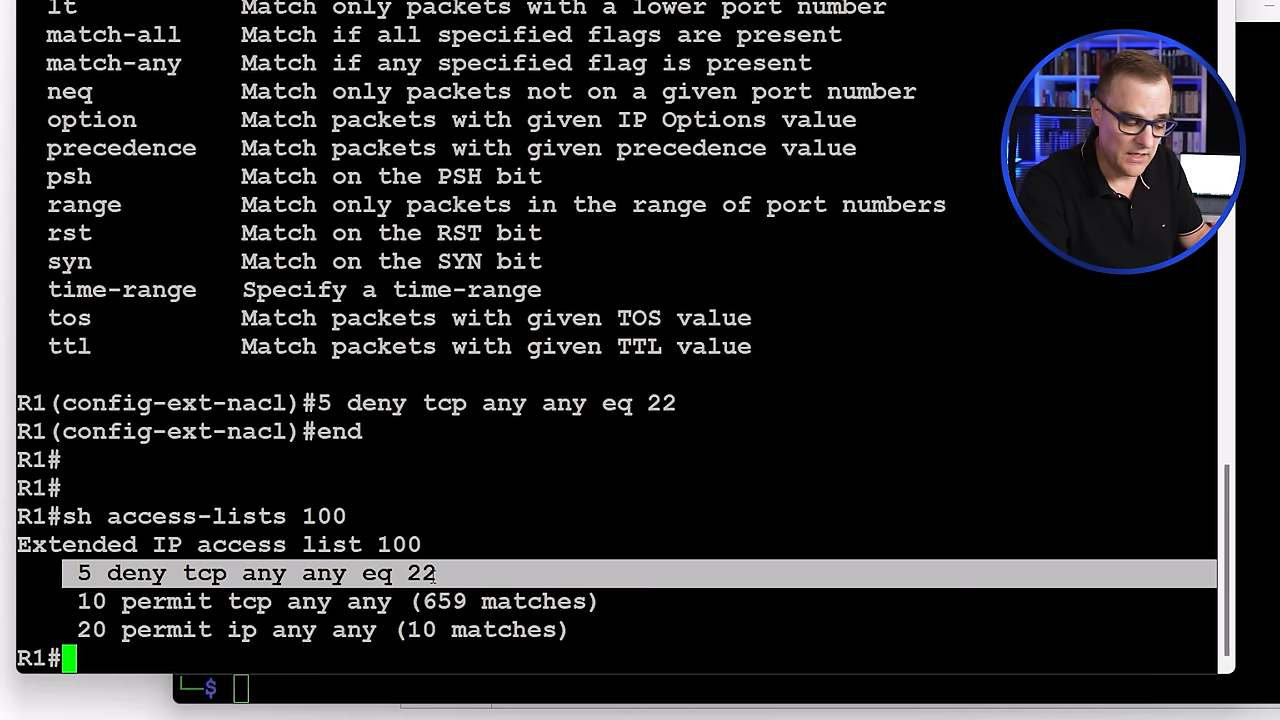 lt Match only packets with a lower port number
match-all Match if all specified flags are present
match-any Match if any specified flag is present
neq Match only packets not on a given port number
option Match packets with given IP Options value
precedence Match packets with given precedence value
psh Match on the PSH bit
range Match only packets in the range of port numbers
rst Match on the RST bit
syn Match on the SYN bit
time-range Specify a time-range
tos Match packets with given TOS value
ttl Match packets with given TTL value
R1(config-ext-nacl)#5 deny tcp any any eq 22
R1(config-ext-nacl)#end
R1#
R1#
R1#sh access-lists 100
Extended IP access list 100
5 deny tcp any any eq 22
10 permit tcp any any (659 matches)
20 permit ip any any (10 matches)
R1#
$